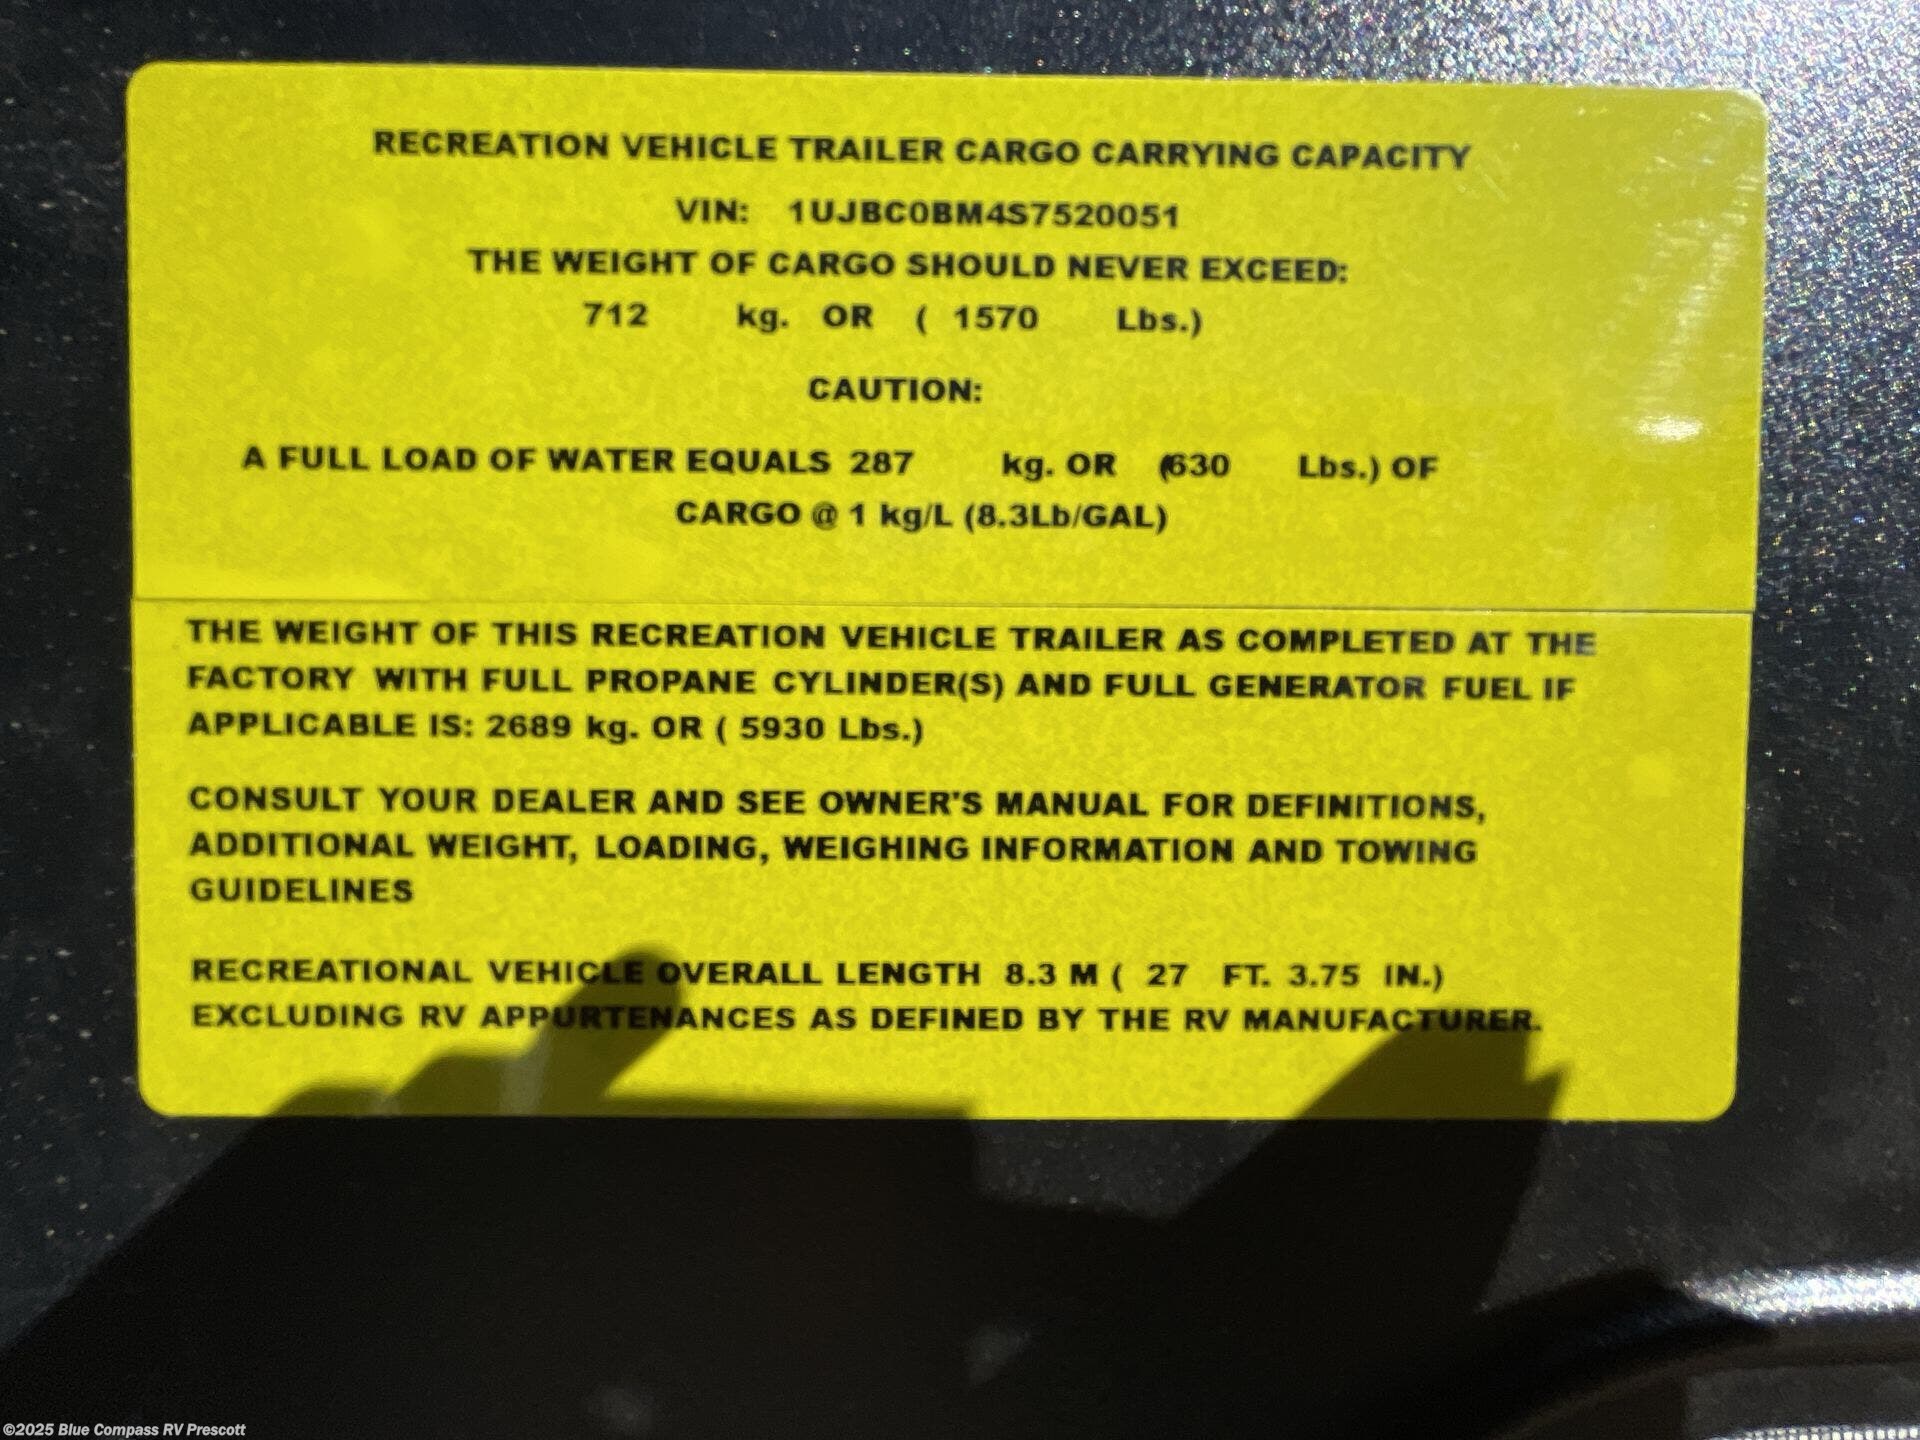 RECREATION VEHICLE TRAILER CARGO CARRYING CAPACITY
VIN: 1UJBC0BM4S7520051
THE WEIGHT OF CARGO SHOULD NEVER EXCEED:
712 kg. OR ( 1570 Lbs.)
CAUTION:
A FULL LOAD OF WATER EQUALS 287 kg. OR (630 Lbs.) OF
CARGO @ 1 kg/L (8.3Lb/GAL)
THE WEIGHT OF THIS RECREATION VEHICLE TRAILER AS COMPLETED AT THE
FACTORY WITH FULL PROPANE CYLINDER(S) AND FULL GENERATOR FUEL IF
APPLICABLE IS: 2689 kg. OR ( 5930 Lbs.)
CONSULT YOUR DEALER AND SEE OWNER'S MANUAL FOR DEFINITIONS,
ADDITIONAL WEIGHT, LOADING, WEIGHING INFORMATION AND TOWING
GUIDELINES
RECREATIONAL VEHICLE OVERALL LENGTH 8.3 M ( 27 FT. 3.75 IN.)
EXCLUDING RV APPURTENANCES AS DEFINED BY THE RV MANUFACTURER.
©2025 Blue Compass RV Prescott